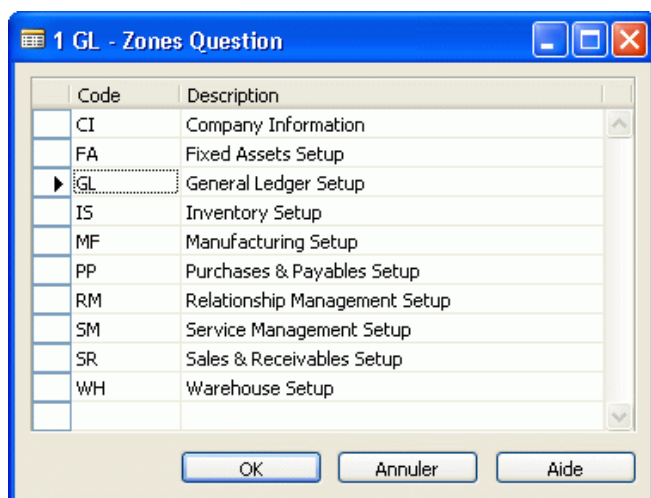 1 GL - Zones Question
Code Description
CI Company Information
FA Fixed Assets Setup
GL General Ledger Setup
IS Inventory Setup
MF Manufacturing Setup
PP Purchases & Payables Setup
RM Relationship Management Setup
SM Service Management Setup
SR Sales & Receivables Setup
WH Warehouse Setup
OK Annuler Aide